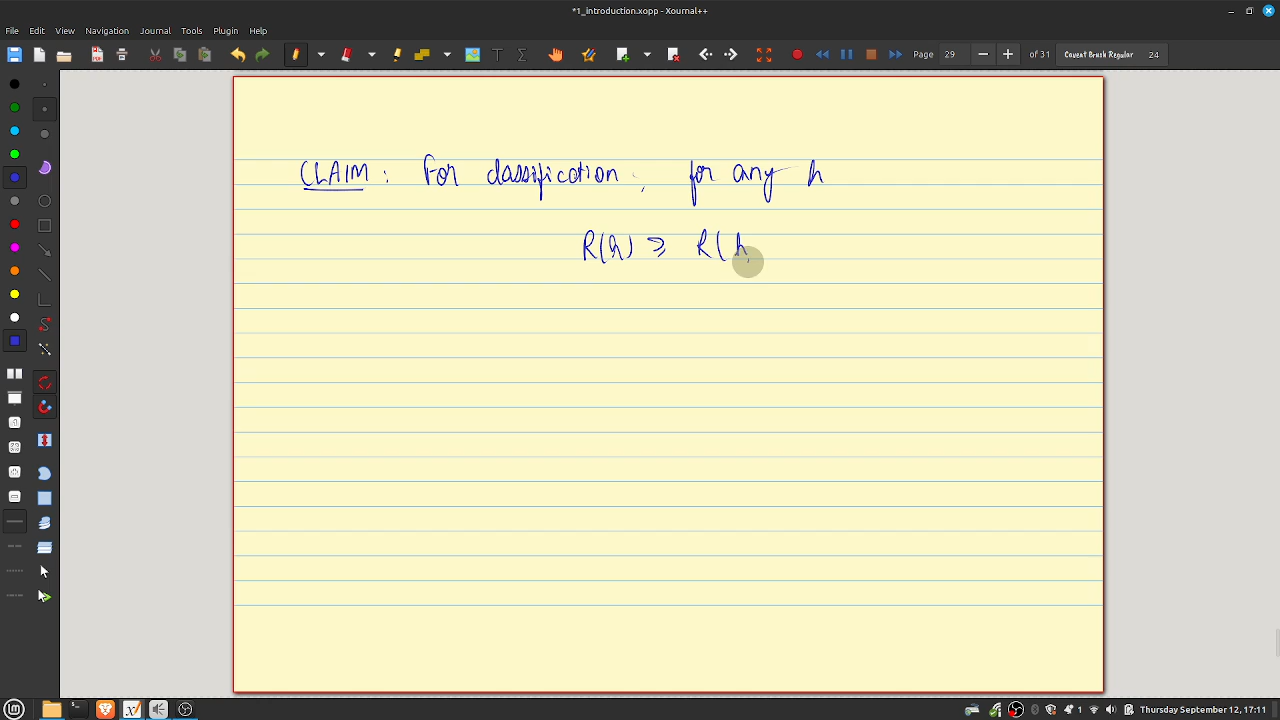 *1_introduction.xopp - Xournal++
File Edit View Navigation Journal Tools Plugin Help
Page 29 of 31 Caveat Brush Regular 24
CLAIM : For classification, for any h
R(h) ≥ R(h
Thursday September 12, 17:11